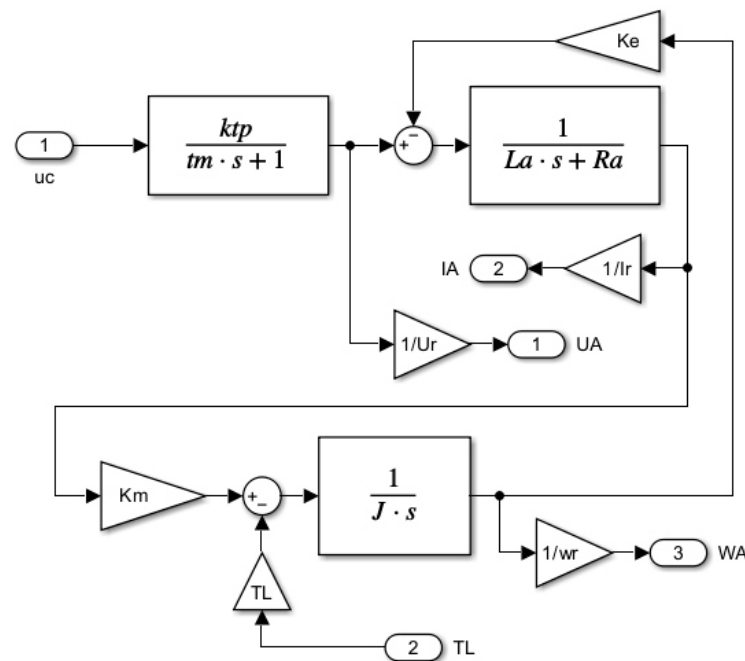 Ke
ktp
tm · s + 1
1
La · s + Ra
+
−
1
uc
IA
2
1/Ir
1/Ur
1
UA
Km
+
−
1
J · s
TL
1/wr
3
WA
2
TL